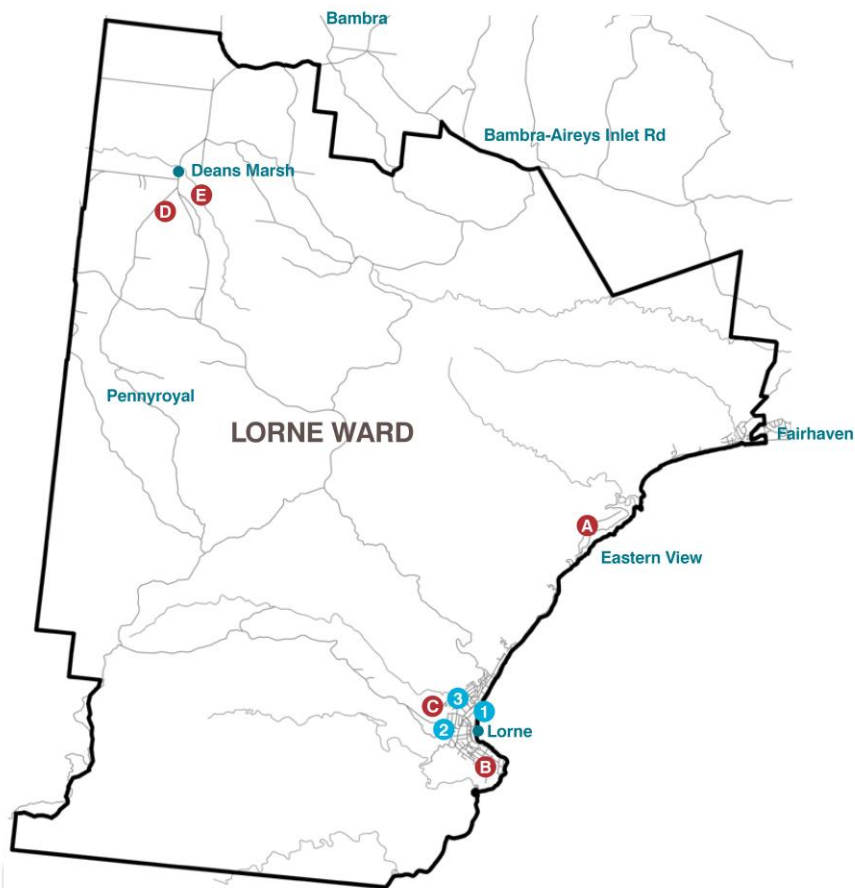 Bambra
Bambra-Aireys Inlet Rd
Deans Marsh
E
D
Pennyroyal
LORNE WARD
Fairhaven
A
Eastern View
3
C
1
2
Lorne
B